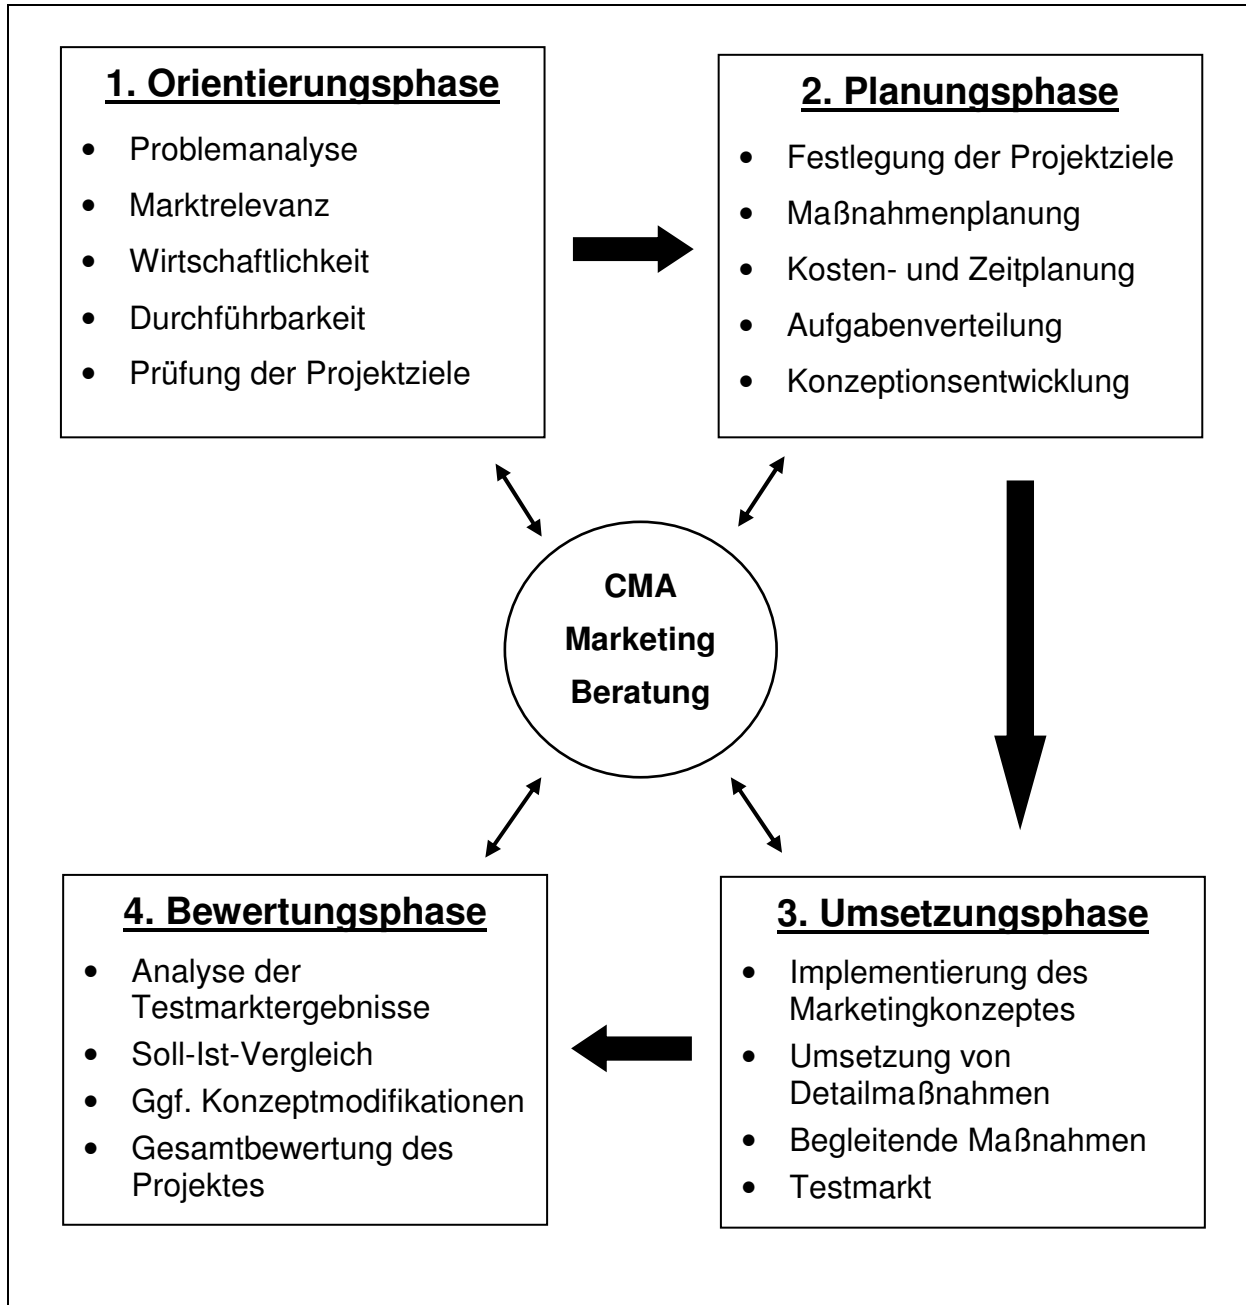 1. Orientierungsphase
• Problemanalyse
• Marktrelevanz
• Wirtschaftlichkeit
• Durchführbarkeit
• Prüfung der Projektziele
2. Planungsphase
• Festlegung der Projektziele
• Maßnahmenplanung
• Kosten- und Zeitplanung
• Aufgabenverteilung
• Konzeptionsentwicklung
CMA
Marketing
Beratung
3. Umsetzungsphase
• Implementierung des
Marketingkonzeptes
• Umsetzung von
Detailmaßnahmen
• Begleitende Maßnahmen
• Testmarkt
4. Bewertungsphase
• Analyse der
Testmarktergebnisse
• Soll-Ist-Vergleich
• Ggf. Konzeptmodifikationen
• Gesamtbewertung des
Projektes